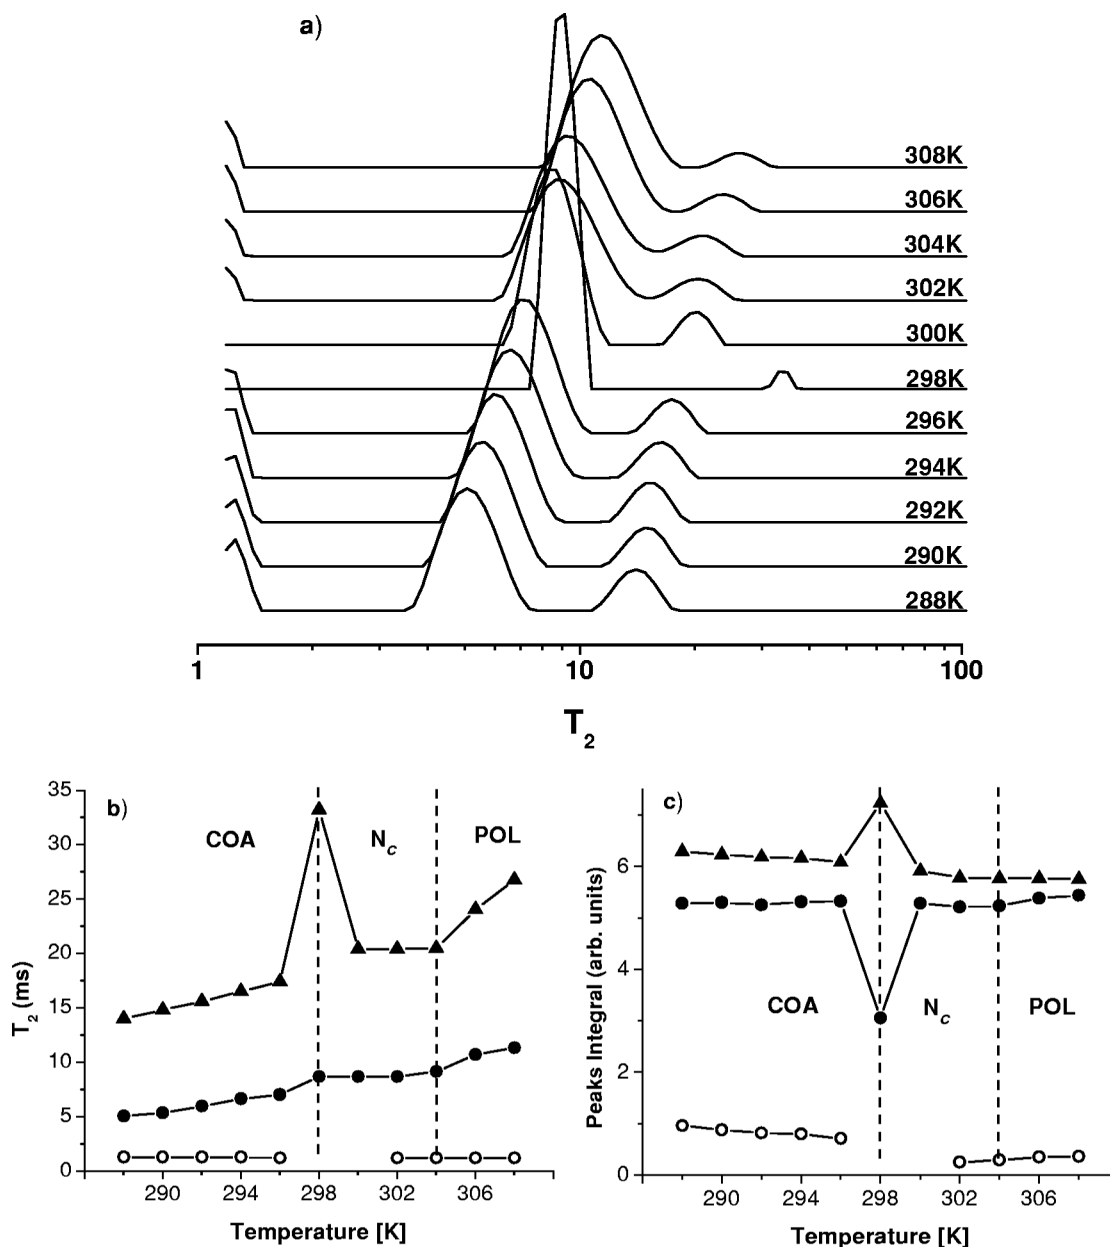 a)
308K
306K
304K
302K
300K
298K
296K
294K
292K
290K
288K
1 10 100
T₂
b)
COA N_C POL
T₂ (ms)
35
30
25
20
15
10
5
0
290 294 298 302 306
Temperature [K]
c)
COA N_C POL
Peaks Integral (arb. units)
6
4
2
0
290 294 298 302 306
Temperature [K]